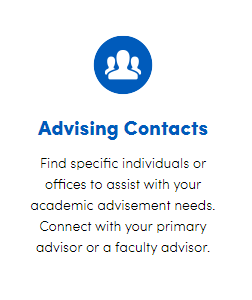 Advising Contacts
Find specific individuals or
offices to assist with your
academic advisement needs.
Connect with your primary
advisor or a faculty advisor.